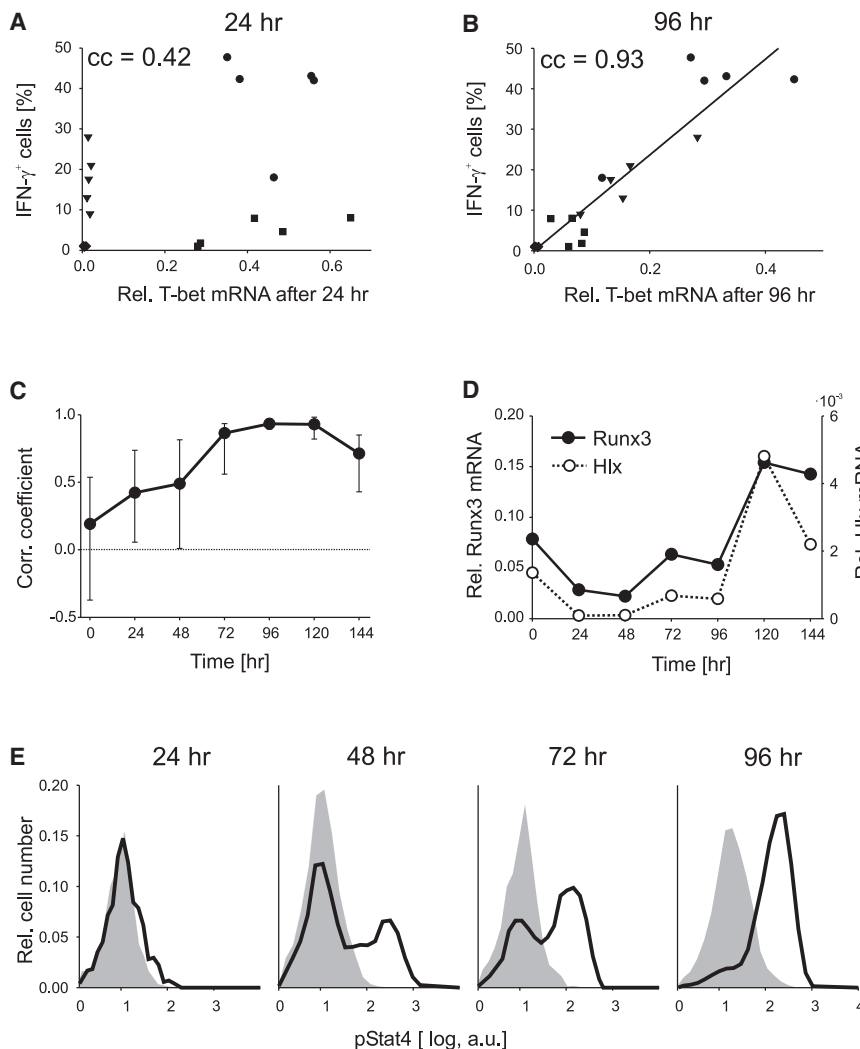 A
24 hr
cc = 0.42
IFN-γ+ cells [%]
50
40
30
20
10
0
0.0 0.2 0.4 0.6
Rel. T-bet mRNA after 24 hr
B
96 hr
cc = 0.93
IFN-γ+ cells [%]
50
40
30
20
10
0
0.0 0.2 0.4
Rel. T-bet mRNA after 96 hr
C
Corr. coefficient
1.0
0.5
0.0
-0.5
0 24 48 72 96 120 144
Time [hr]
D
Rel. Runx3 mRNA
0.20
0.15
0.10
0.05
0.00
Runx3
Hlx
·10-3
6
4
2
0
0 24 48 72 96 120 144
Time [hr]
E
24 hr 48 hr 72 hr 96 hr
Rel. cell number
0.20
0.15
0.10
0.05
0.00
0 1 2 3 0 1 2 3 0 1 2 3 0 1 2 3 4
pStat4 [ log, a.u.]